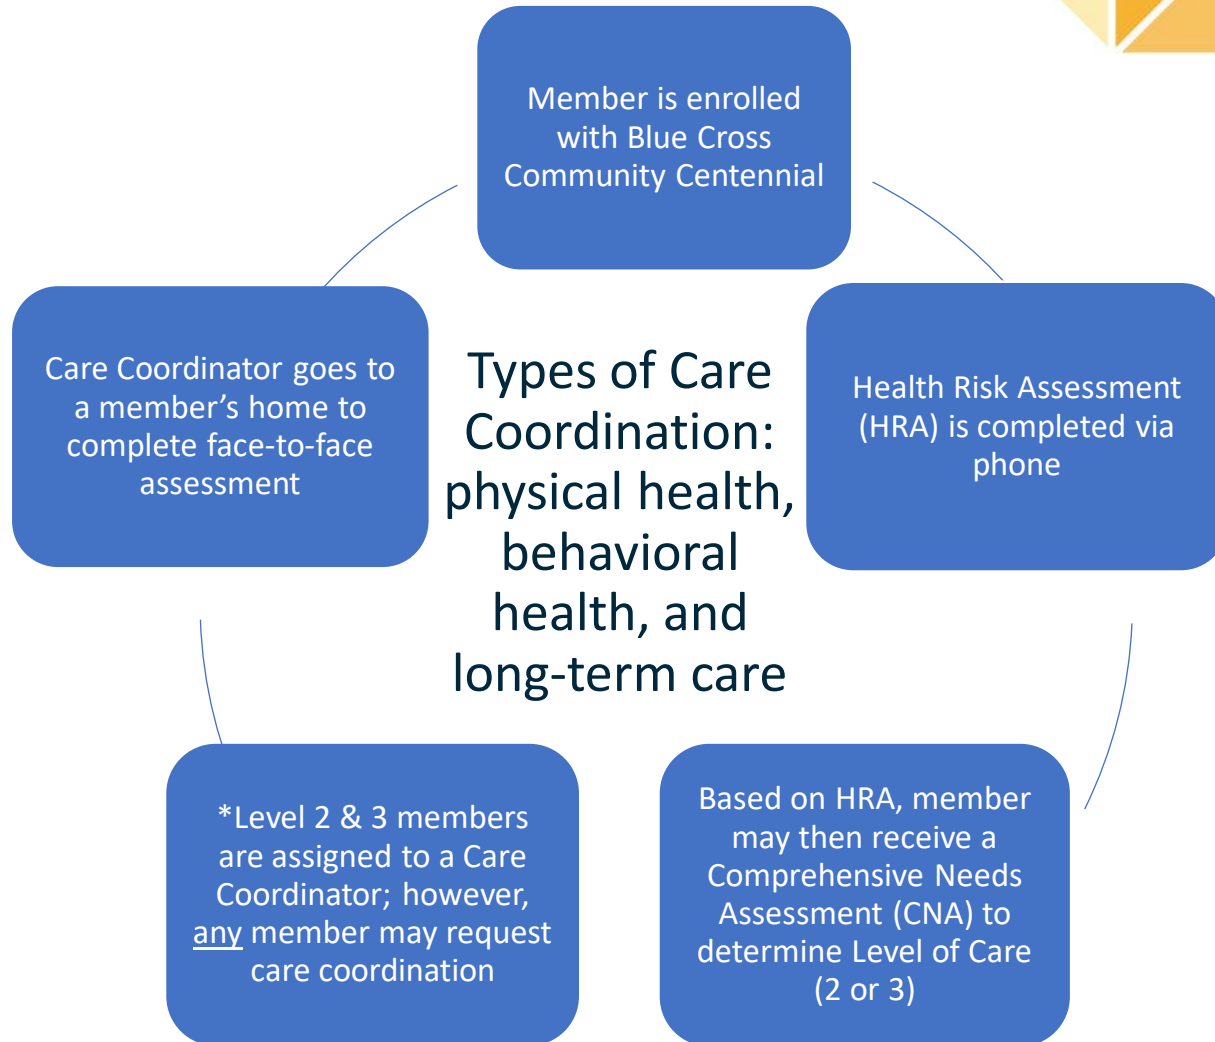 Member is enrolled
with Blue Cross
Community Centennial
Health Risk Assessment
(HRA) is completed via
phone
Based on HRA, member
may then receive a
Comprehensive Needs
Assessment (CNA) to
determine Level of Care
(2 or 3)
*Level 2 & 3 members
are assigned to a Care
Coordinator; however,
any member may request
care coordination
Care Coordinator goes to
a member’s home to
complete face-to-face
assessment
Types of Care
Coordination:
physical health,
behavioral
health, and
long-term care